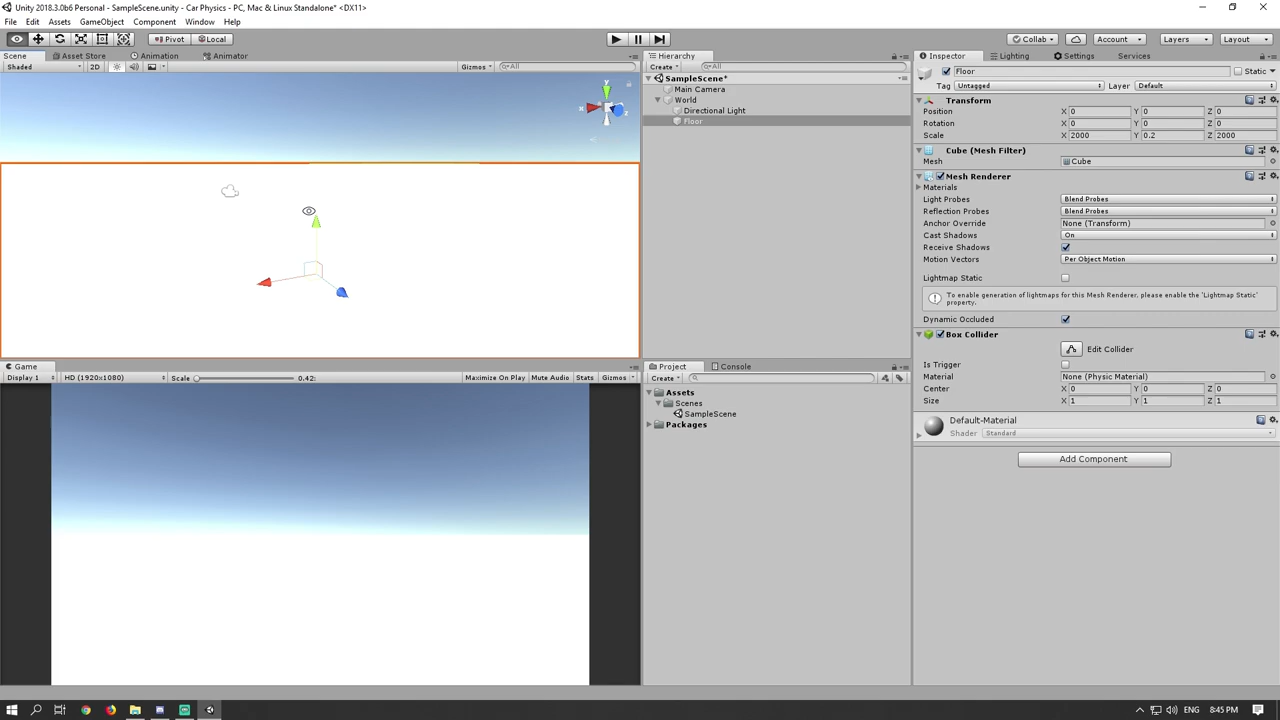 Unity 2018.3.0b6 Personal - SampleScene.unity - Car Physics - PC, Mac & Linux Standalone* <DX11>
File Edit Assets GameObject Component Window Help
Pivot Local Collab Account Layers Layout
Scene Asset Store Animation Animator
Shaded 2D Gizmos All
y x z
Hierarchy
Create All
SampleScene*
Main Camera
World
Directional Light
Floor
Game
Display 1 HD (1920x1080) Scale 0.42: Maximize On Play Mute Audio Stats Gizmos
Project Console
Create
Assets
Scenes
SampleScene
Packages
Inspector Lighting Settings Services
Floor Static
Tag Untagged Layer Default
Transform
Position X 0 Y 0 Z 0
Rotation X 0 Y 0 Z 0
Scale X 2000 Y 0.2 Z 2000
Cube (Mesh Filter)
Mesh Cube
Mesh Renderer
Materials
Light Probes Blend Probes
Reflection Probes Blend Probes
Anchor Override None (Transform)
Cast Shadows On
Receive Shadows
Motion Vectors Per Object Motion
Lightmap Static
To enable generation of lightmaps for this Mesh Renderer, please enable the 'Lightmap Static'
property.
Dynamic Occluded
Box Collider
Edit Collider
Is Trigger
Material None (Physic Material)
Center X 0 Y 0 Z 0
Size X 1 Y 1 Z 1
Default-Material
Shader Standard
Add Component
ENG 8:45 PM